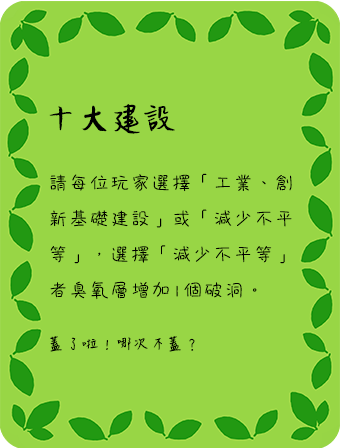 十大建設
請每位玩家選擇「工業、創
新基礎建設」或「減少不平
等」，選擇「減少不平等」
者臭氧層增加1個破洞。
蓋了啦！哪次不蓋？